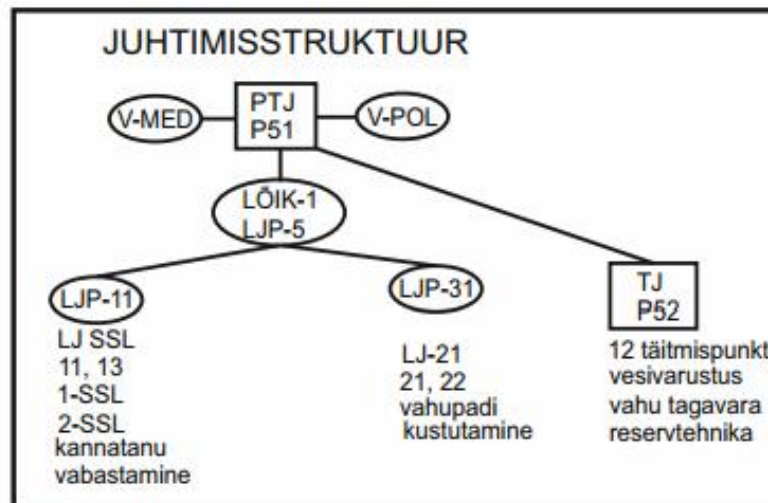 JUHTIMISSTRUKTUUR
V-MED
PTJ
P51
V-POL
LÕIK-1
LJP-5
LJP-11
LJ SSL
11, 13
1-SSL
2-SSL
kannatanu
vabastamine
LJP-31
LJ-21
21, 22
vahupadi
kustutamine
TJ
P52
12 täitmispunkt
vesivarustus
vahu tagavara
reservtehnika